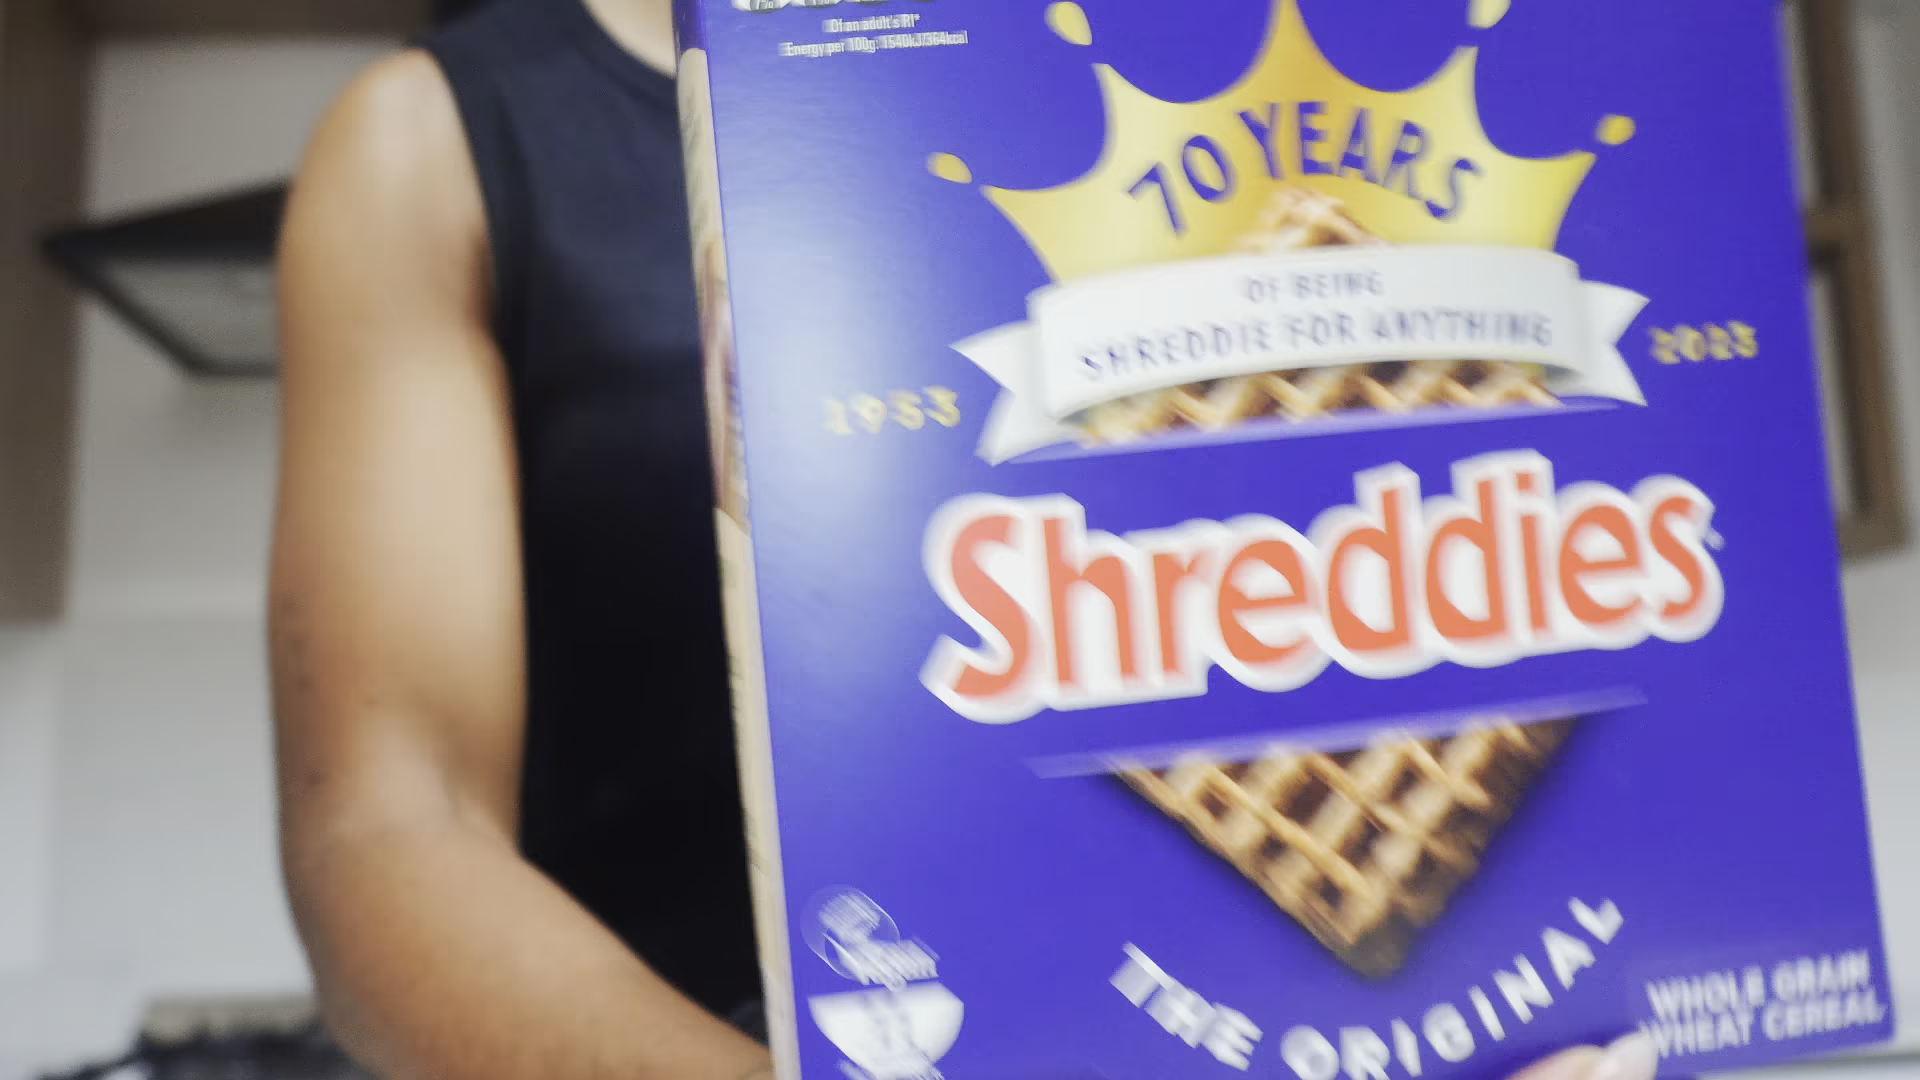 Of an adult's RI*
Energy per 100g: 1540kJ/364kcal
70 YEARS
OF BEING
SHREDDIE FOR ANYTHING
1953
2023
Shreddies
THE ORIGINAL
WHOLE GRAIN
WHEAT CEREAL